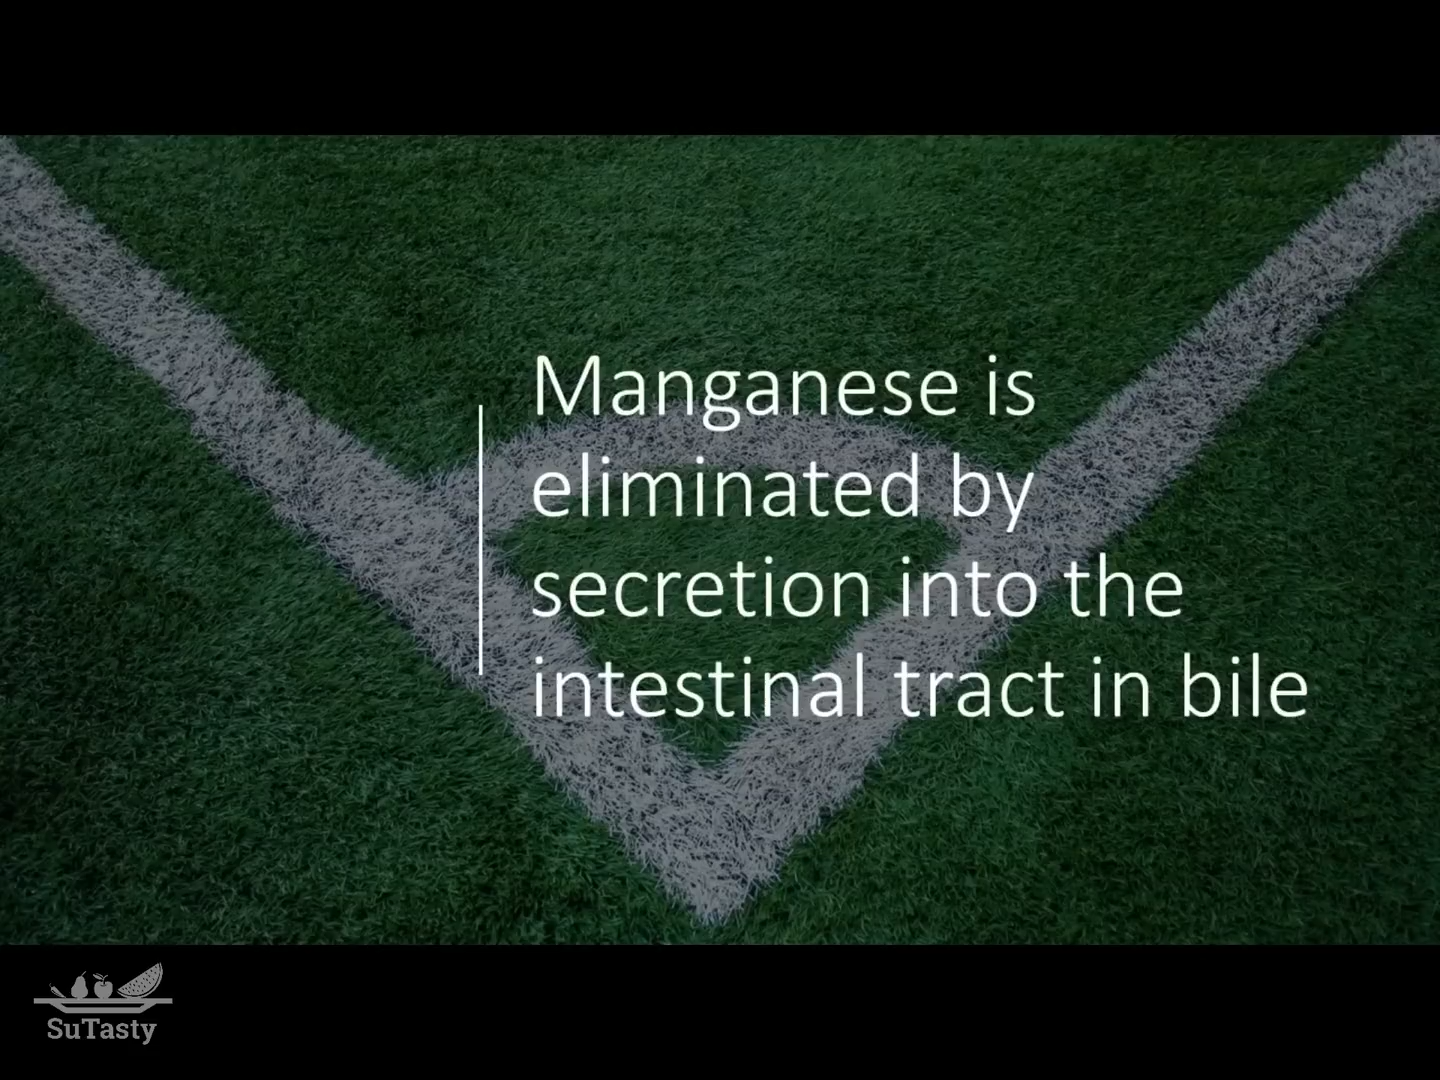 Manganese is
eliminated by
secretion into the
intestinal tract in bile
SuTasty